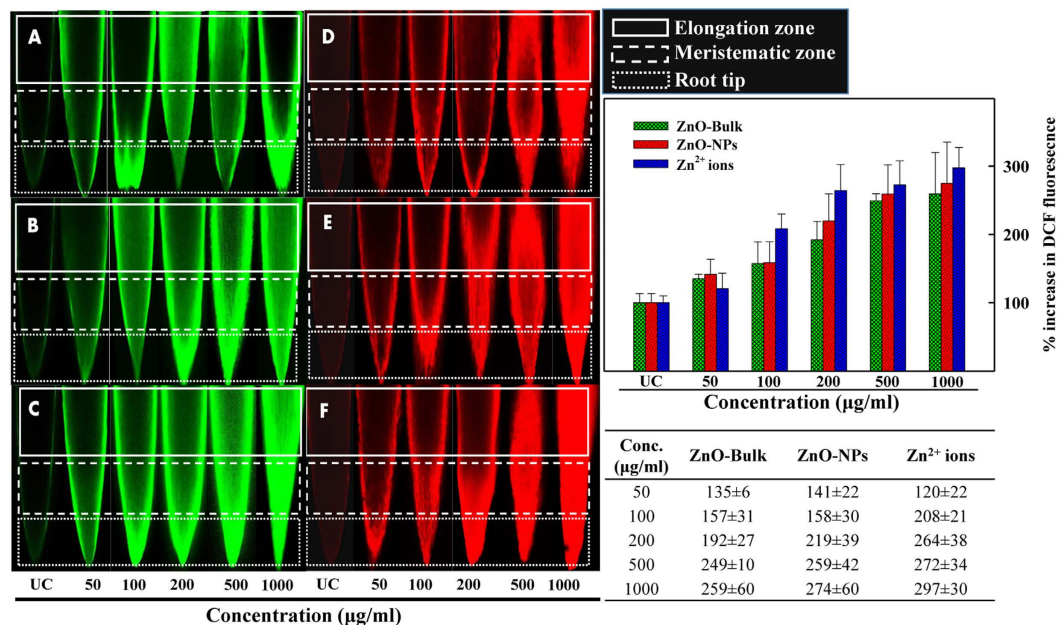 A
D
B
E
C
F
UC 50 100 200 500 1000 UC 50 100 200 500 1000
Concentration (µg/ml)
Elongation zone
Meristematic zone
Root tip
ZnO-Bulk
ZnO-NPs
Zn²⁺ ions
300
200
100
% increase in DCF fluoresecnce
UC 50 100 200 500 1000
Concentration (µg/ml)
Conc. (µg/ml) ZnO-Bulk ZnO-NPs Zn²⁺ ions
50 135±6 141±22 120±22
100 157±31 158±30 208±21
200 192±27 219±39 264±38
500 249±10 259±42 272±34
1000 259±60 274±60 297±30